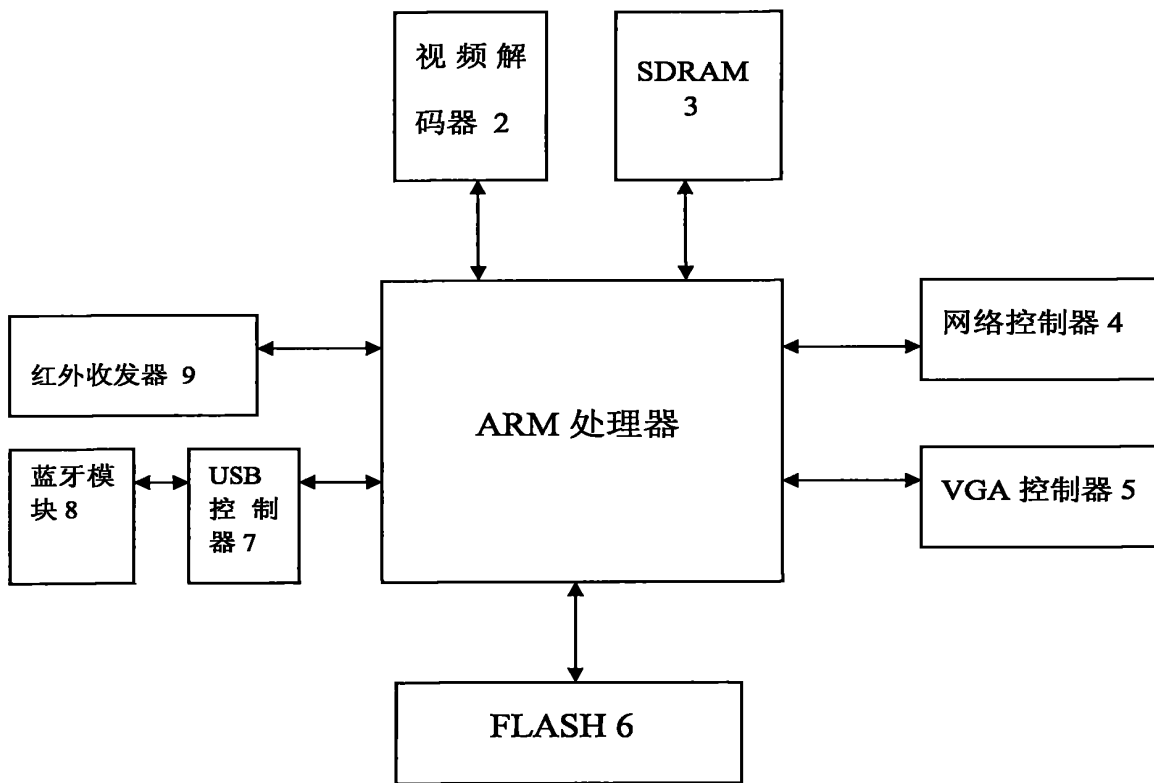 视频解
码器 2
SDRAM
3
网络控制器 4
红外收发器 9
ARM 处理器
蓝牙模
块 8
USB
控制
器 7
VGA 控制器 5
FLASH 6